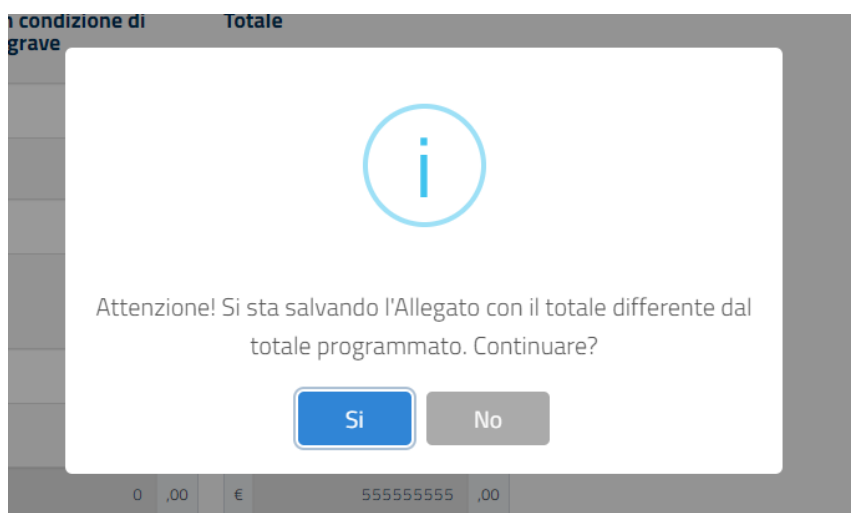 condizione di Totale
grave
Attenzione! Si sta salvando l'Allegato con il totale differente dal
totale programmato. Continuare?
Si No
0 ,00 € 555555555 ,00